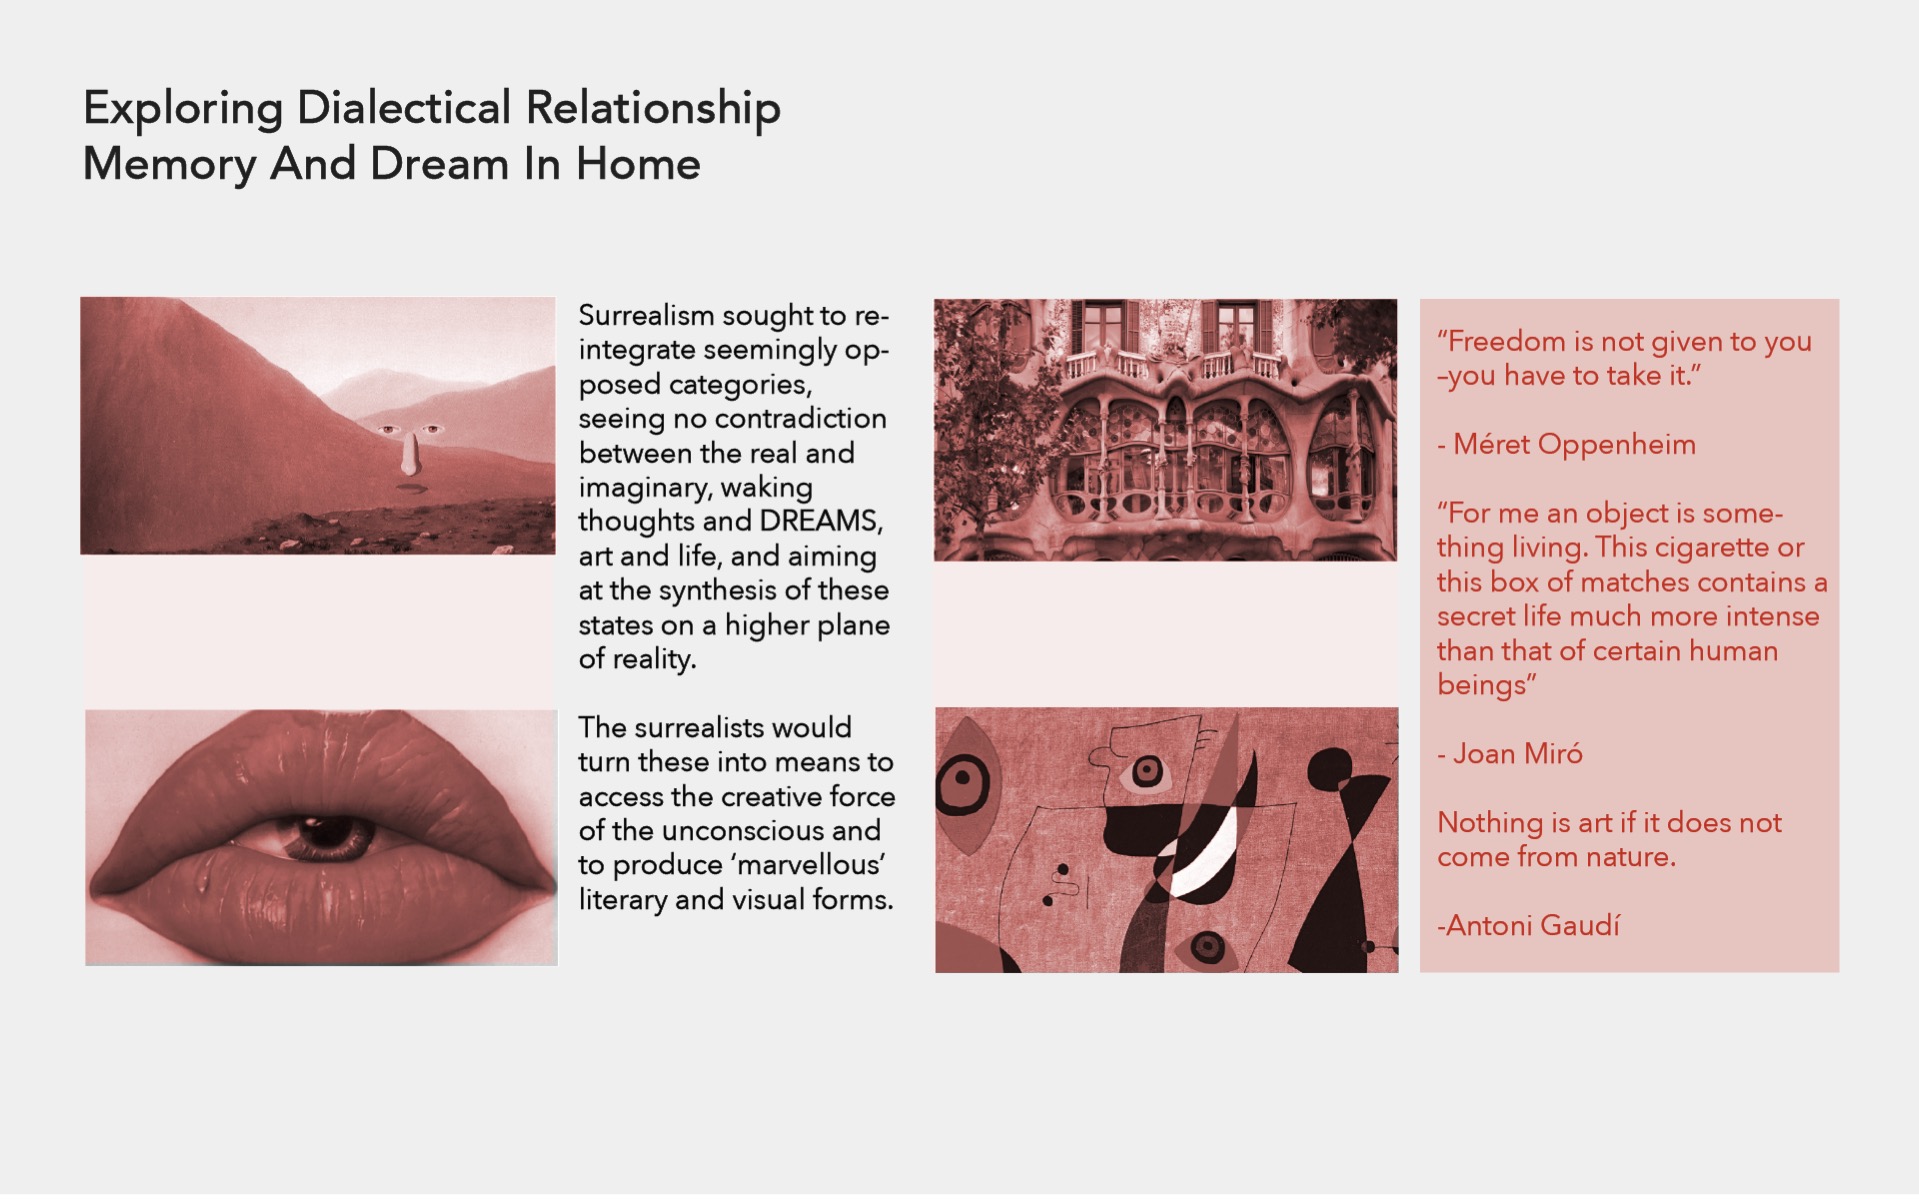 Exploring Dialectical Relationship
Memory And Dream In Home
Surrealism sought to re-
integrate seemingly op-
posed categories,
seeing no contradiction
between the real and
imaginary, waking
thoughts and DREAMS,
art and life, and aiming
at the synthesis of these
states on a higher plane
of reality.
The surrealists would
turn these into means to
access the creative force
of the unconscious and
to produce ‘marvellous’
literary and visual forms.
“Freedom is not given to you
–you have to take it.”
- Méret Oppenheim
“For me an object is some-
thing living. This cigarette or
this box of matches contains a
secret life much more intense
than that of certain human
beings”
- Joan Miró
Nothing is art if it does not
come from nature.
-Antoni Gaudí